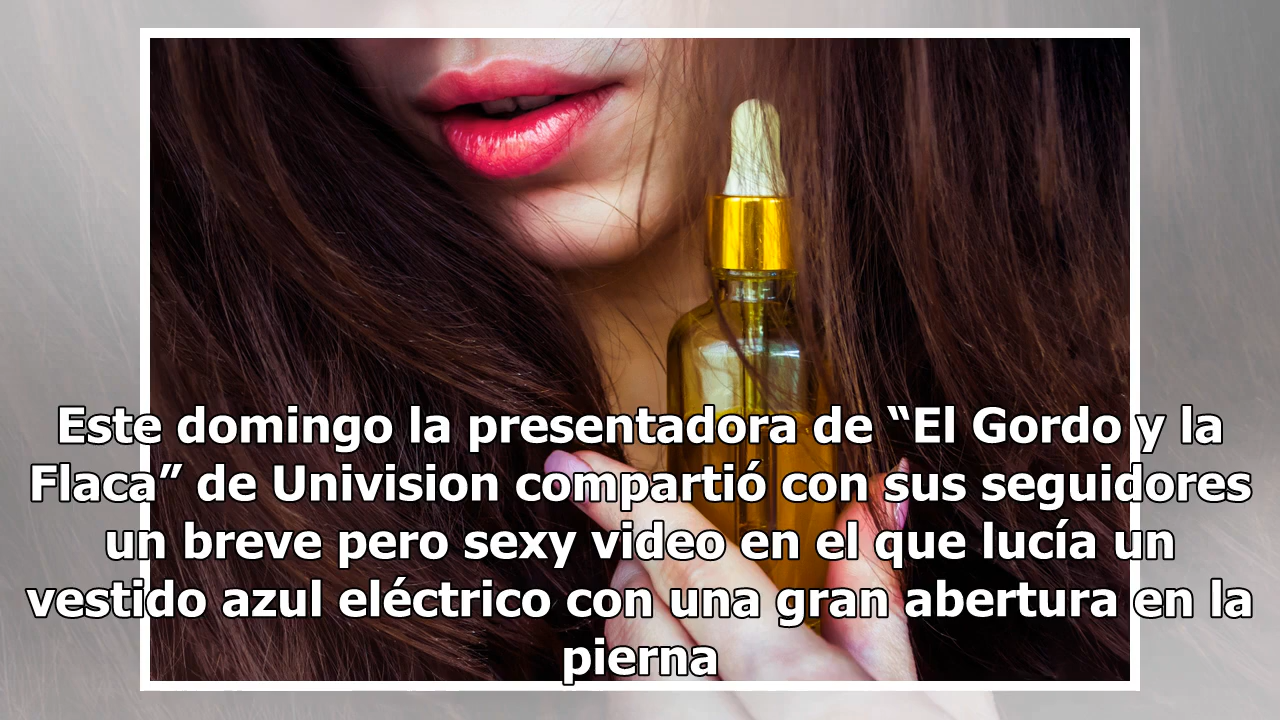 Este domingo la presentadora de “El Gordo y la
Flaca” de Univision compartió con sus seguidores
un breve pero sexy video en el que lucía un
vestido azul eléctrico con una gran abertura en la
pierna